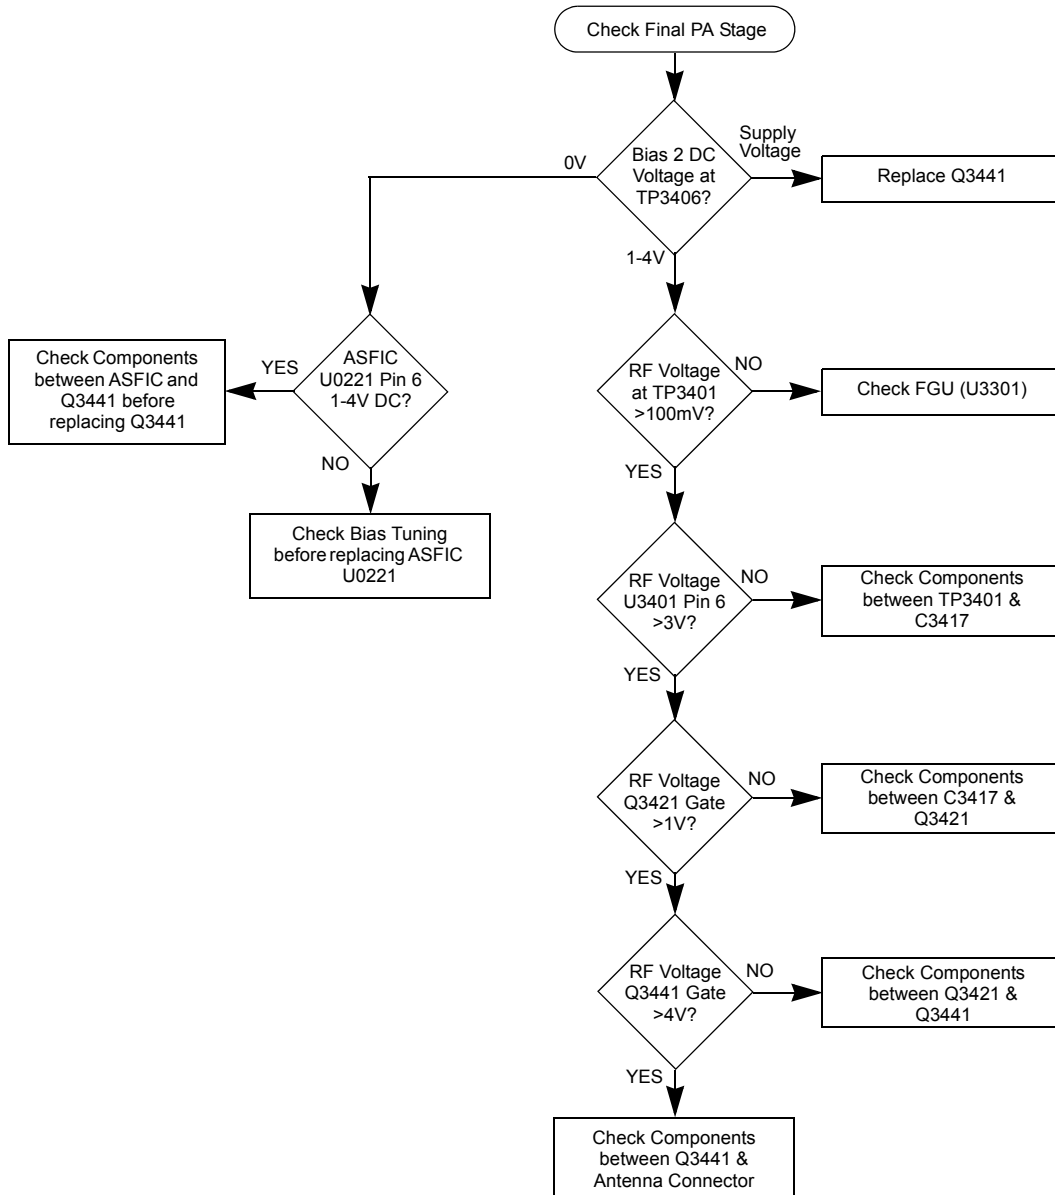 Check Final PA Stage
Bias 2 DC
Voltage at
TP3406?
0V
Supply
Voltage
Replace Q3441
1-4V
ASFIC
U0221 Pin 6
1-4V DC?
YES
Check Components
between ASFIC and
Q3441 before
replacing Q3441
NO
Check Bias Tuning
before replacing ASFIC
U0221
RF Voltage
at TP3401
>100mV?
NO
Check FGU (U3301)
YES
RF Voltage
U3401 Pin 6
>3V?
NO
Check Components
between TP3401 &
C3417
YES
RF Voltage
Q3421 Gate
>1V?
NO
Check Components
between C3417 &
Q3421
YES
RF Voltage
Q3441 Gate
>4V?
NO
Check Components
between Q3421 &
Q3441
YES
Check Components
between Q3441 &
Antenna Connector